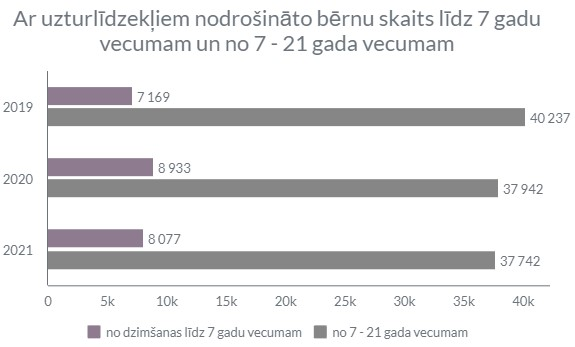 Ar uzturlīdzekļiem nodrošināto bērnu skaits līdz 7 gadu
vecumam un no 7 - 21 gada vecumam
2019
7 169
40 237
2020
8 933
37 942
2021
8 077
37 742
0 5k 10k 15k 20k 25k 30k 35k 40k
no dzimšanas līdz 7 gadu vecumam no 7 - 21 gada vecumam